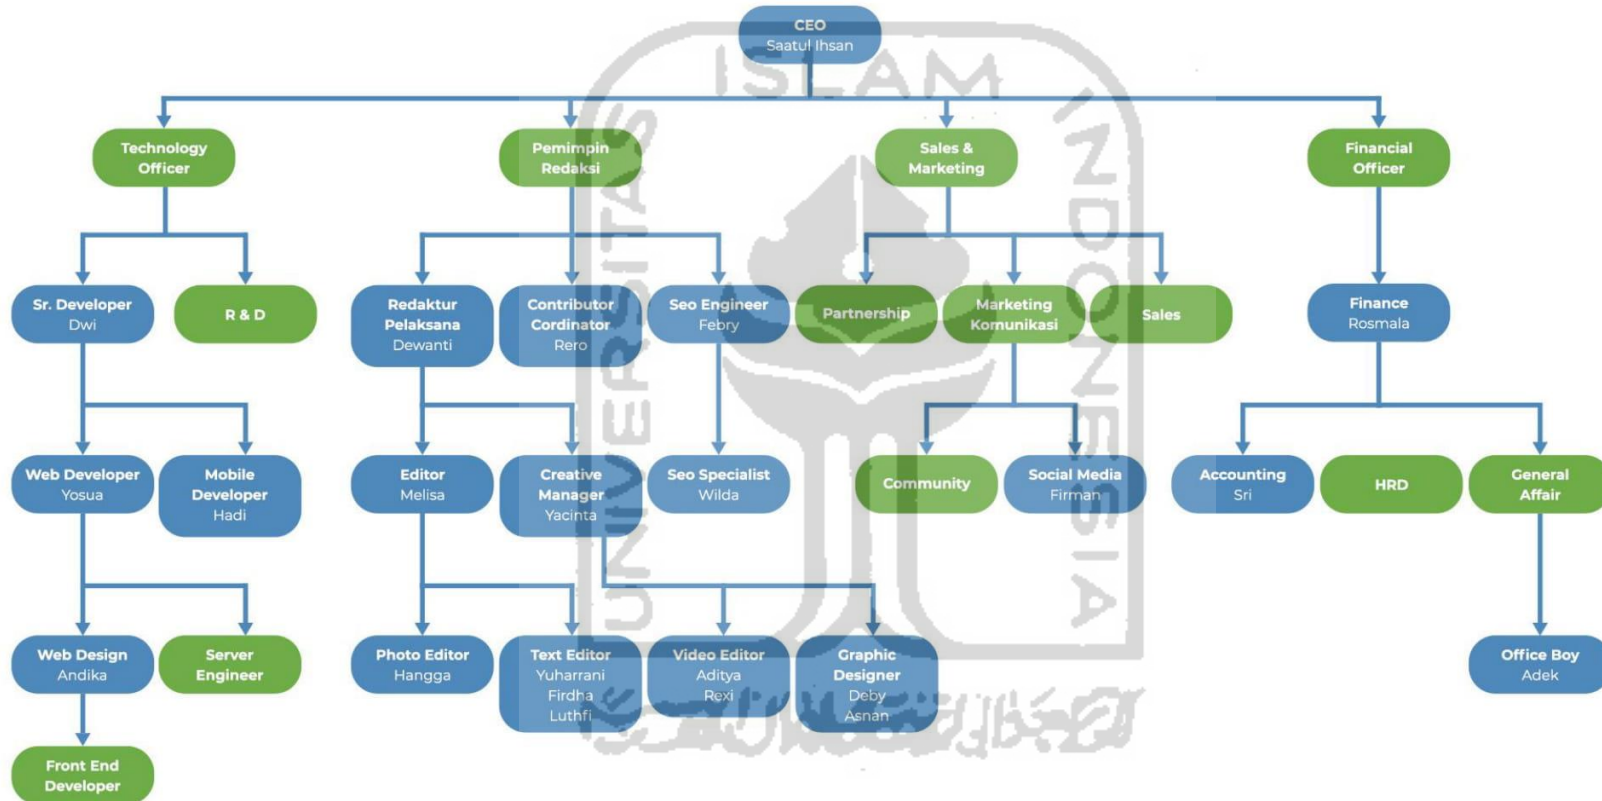 CEO
Saatul Ihsan
UNIVERSITAS ISLAM INDONESIA
Technology
Officer
Pemimpin
Redaksi
Sales &
Marketing
Financial
Officer
Sr. Developer
Dwi
R & D
Redaktur
Pelaksana
Dewanti
Contributor
Cordinator
Rero
Seo Engineer
Febry
Partnership
Marketing
Komunikasi
Sales
Finance
Rosmala
Web Developer
Yosua
Mobile
Developer
Hadi
Editor
Melisa
Creative
Manager
Yacinta
Seo Specialist
Wilda
Community
Social Media
Firman
Accounting
Sri
HRD
General
Affair
Web Design
Andika
Server
Engineer
Photo Editor
Hangga
Text Editor
Yuharrani
Firdha
Luthfi
Video Editor
Aditya
Rexi
Graphic
Designer
Deby
Asnan
Office Boy
Adek
Front End
Developer